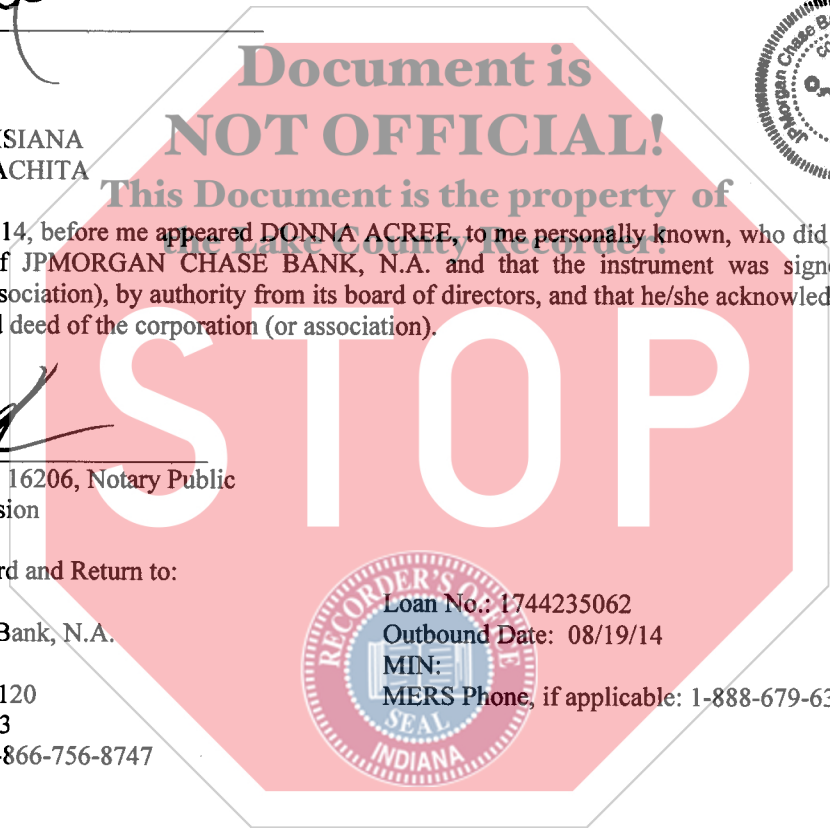 Document is
NOT OFFICIAL!
This Document is the property of
the Lake County Recorder!
STOP
JPMorgan Chase
SIANA
ACHITA
14, before me appeared DONNA ACREE, to me personally known, who did
f JPMORGAN CHASE BANK, N.A. and that the instrument was signe
sociation), by authority from its board of directors, and that he/she acknowled
deed of the corporation (or association).
16206, Notary Public
sion
rd and Return to:
Bank, N.A.
120
3
-866-756-8747
Loan No.: 1744235062
Outbound Date: 08/19/14
MIN:
MERS Phone, if applicable: 1-888-679-63
RECORDER'S OFFICE
SEAL
INDIANA